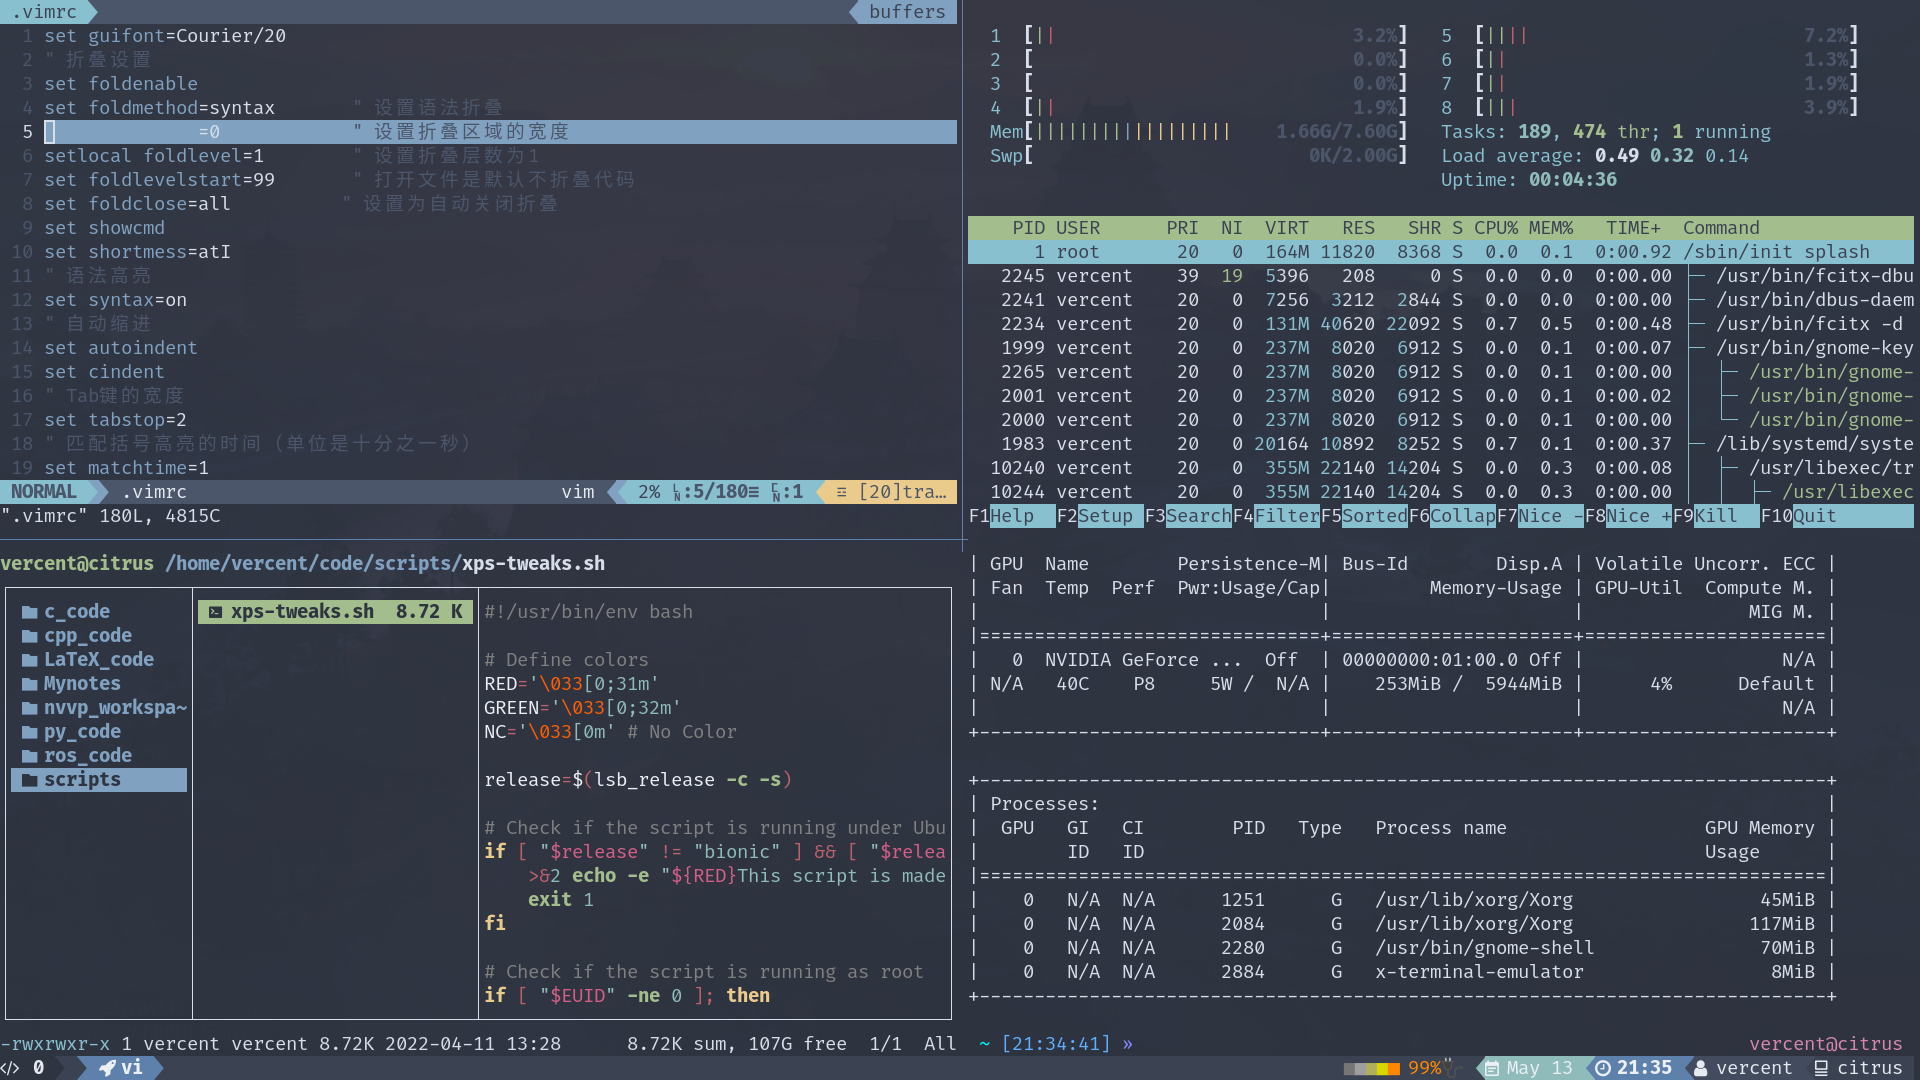 .vimrc buffers
1 set guifont=Courier/20
2 " 折叠设置
3 set foldenable
4 set foldmethod=syntax " 设置语法折叠
5 =0 " 设置折叠区域的宽度
6 setlocal foldlevel=1 " 设置折叠层数为1
7 set foldlevelstart=99 " 打开文件是默认不折叠代码
8 set foldclose=all " 设置为自动关闭折叠
9 set showcmd
10 set shortmess=atI
11 " 语法高亮
12 set syntax=on
13 " 自动缩进
14 set autoindent
15 set cindent
16 " Tab键的宽度
17 set tabstop=2
18 " 匹配括号高亮的时间（单位是十分之一秒）
19 set matchtime=1
NORMAL .vimrc vim 2% LN:5/180≡ CN:1 ☲ [20]tra…
".vimrc" 180L, 4815C
1 [|| 3.2%] 5 [|||| 7.2%]
2 [ 0.0%] 6 [|| 1.3%]
3 [ 0.0%] 7 [|| 1.9%]
4 [|| 1.9%] 8 [||| 3.9%]
Mem[|||||||||||||||||| 1.66G/7.60G] Tasks: 189, 474 thr; 1 running
Swp[ 0K/2.00G] Load average: 0.49 0.32 0.14
Uptime: 00:04:36
PID USER PRI NI VIRT RES SHR S CPU% MEM% TIME+ Command
1 root 20 0 164M 11820 8368 S 0.0 0.1 0:00.92 /sbin/init splash
2245 vercent 39 19 5396 208 0 S 0.0 0.0 0:00.00 ├─ /usr/bin/fcitx-dbu
2241 vercent 20 0 7256 3212 2844 S 0.0 0.0 0:00.00 ├─ /usr/bin/dbus-daem
2234 vercent 20 0 131M 40620 22092 S 0.7 0.5 0:00.48 ├─ /usr/bin/fcitx -d
1999 vercent 20 0 237M 8020 6912 S 0.0 0.1 0:00.07 ├─ /usr/bin/gnome-key
2265 vercent 20 0 237M 8020 6912 S 0.0 0.1 0:00.00 │ ├─ /usr/bin/gnome-
2001 vercent 20 0 237M 8020 6912 S 0.0 0.1 0:00.02 │ ├─ /usr/bin/gnome-
2000 vercent 20 0 237M 8020 6912 S 0.0 0.1 0:00.00 │ └─ /usr/bin/gnome-
1983 vercent 20 0 20164 10892 8252 S 0.7 0.1 0:00.37 ├─ /lib/systemd/syste
10240 vercent 20 0 355M 22140 14204 S 0.0 0.3 0:00.08 │ ├─ /usr/libexec/tr
10244 vercent 20 0 355M 22140 14204 S 0.0 0.3 0:00.00 │ │ ├─ /usr/libexec
F1Help F2Setup F3SearchF4FilterF5SortedF6CollapF7Nice -F8Nice +F9Kill F10Quit
vercent@citrus /home/vercent/code/scripts/xps-tweaks.sh
c_code
cpp_code
LaTeX_code
Mynotes
nvvp_workspa~
py_code
ros_code
scripts
xps-tweaks.sh 8.72 K
#!/usr/bin/env bash
# Define colors
RED='\033[0;31m'
GREEN='\033[0;32m'
NC='\033[0m' # No Color
release=$(lsb_release -c -s)
# Check if the script is running under Ubu
if [ "$release" != "bionic" ] && [ "$relea
>&2 echo -e "${RED}This script is made
exit 1
fi
# Check if the script is running as root
if [ "$EUID" -ne 0 ]; then
-rwxrwxr-x 1 vercent vercent 8.72K 2022-04-11 13:28 8.72K sum, 107G free 1/1 All
| GPU Name Persistence-M| Bus-Id Disp.A | Volatile Uncorr. ECC |
| Fan Temp Perf Pwr:Usage/Cap| Memory-Usage | GPU-Util Compute M. |
| | | MIG M. |
|===============================+======================+======================|
| 0 NVIDIA GeForce ... Off | 00000000:01:00.0 Off | N/A |
| N/A 40C P8 5W / N/A | 253MiB / 5944MiB | 4% Default |
| | | N/A |
+-------------------------------+----------------------+----------------------+
+-----------------------------------------------------------------------------+
| Processes: |
| GPU GI CI PID Type Process name GPU Memory |
| ID ID Usage |
|=============================================================================|
| 0 N/A N/A 1251 G /usr/lib/xorg/Xorg 45MiB |
| 0 N/A N/A 2084 G /usr/lib/xorg/Xorg 117MiB |
| 0 N/A N/A 2280 G /usr/bin/gnome-shell 70MiB |
| 0 N/A N/A 2884 G x-terminal-emulator 8MiB |
+-----------------------------------------------------------------------------+
~ [21:34:41] » vercent@citrus
</> 0 vi 99% May 13 21:35 vercent citrus